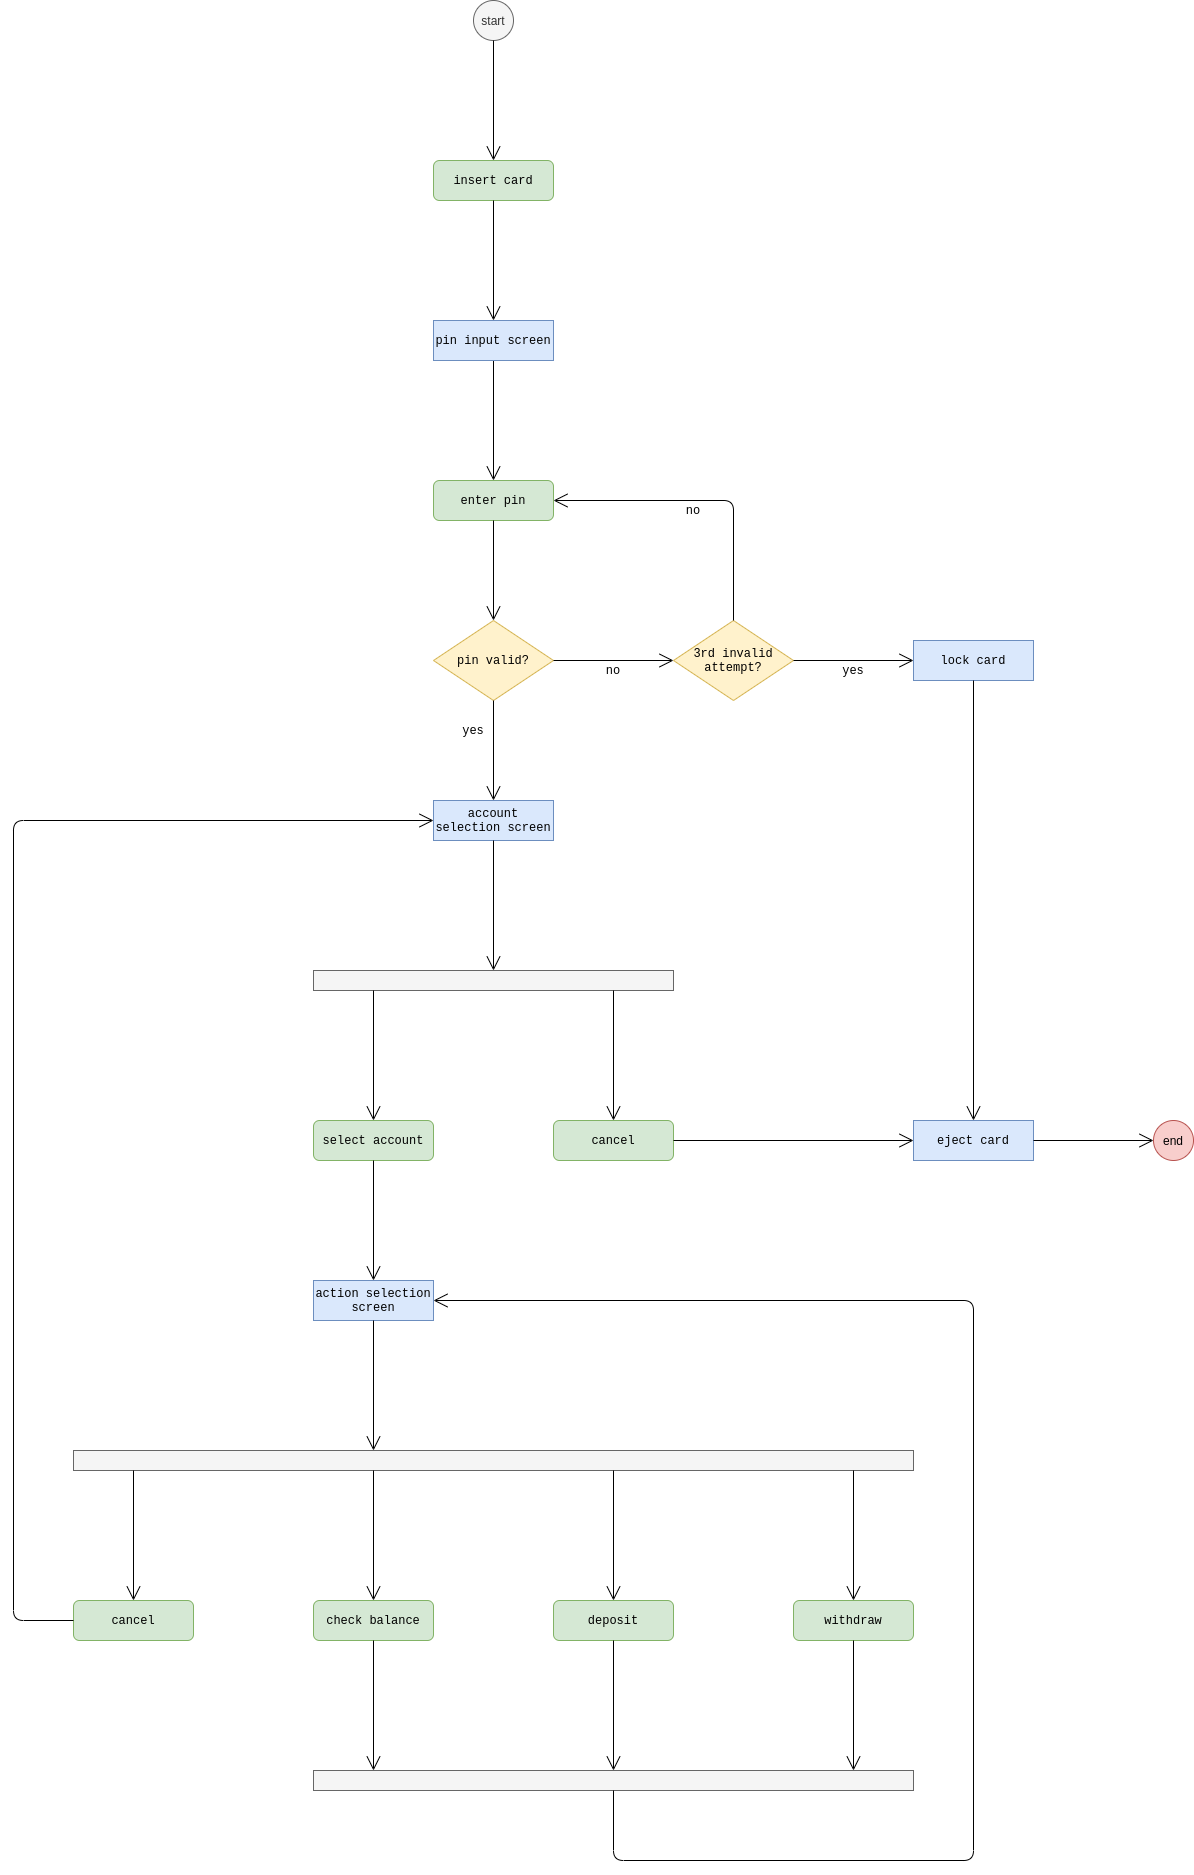 start
insert card
pin input screen
enter pin
no
pin valid?
no
3rd invalid
attempt?
yes
lock card
yes
account
selection screen
select account
cancel
eject card
end
action selection
screen
cancel
check balance
deposit
withdraw